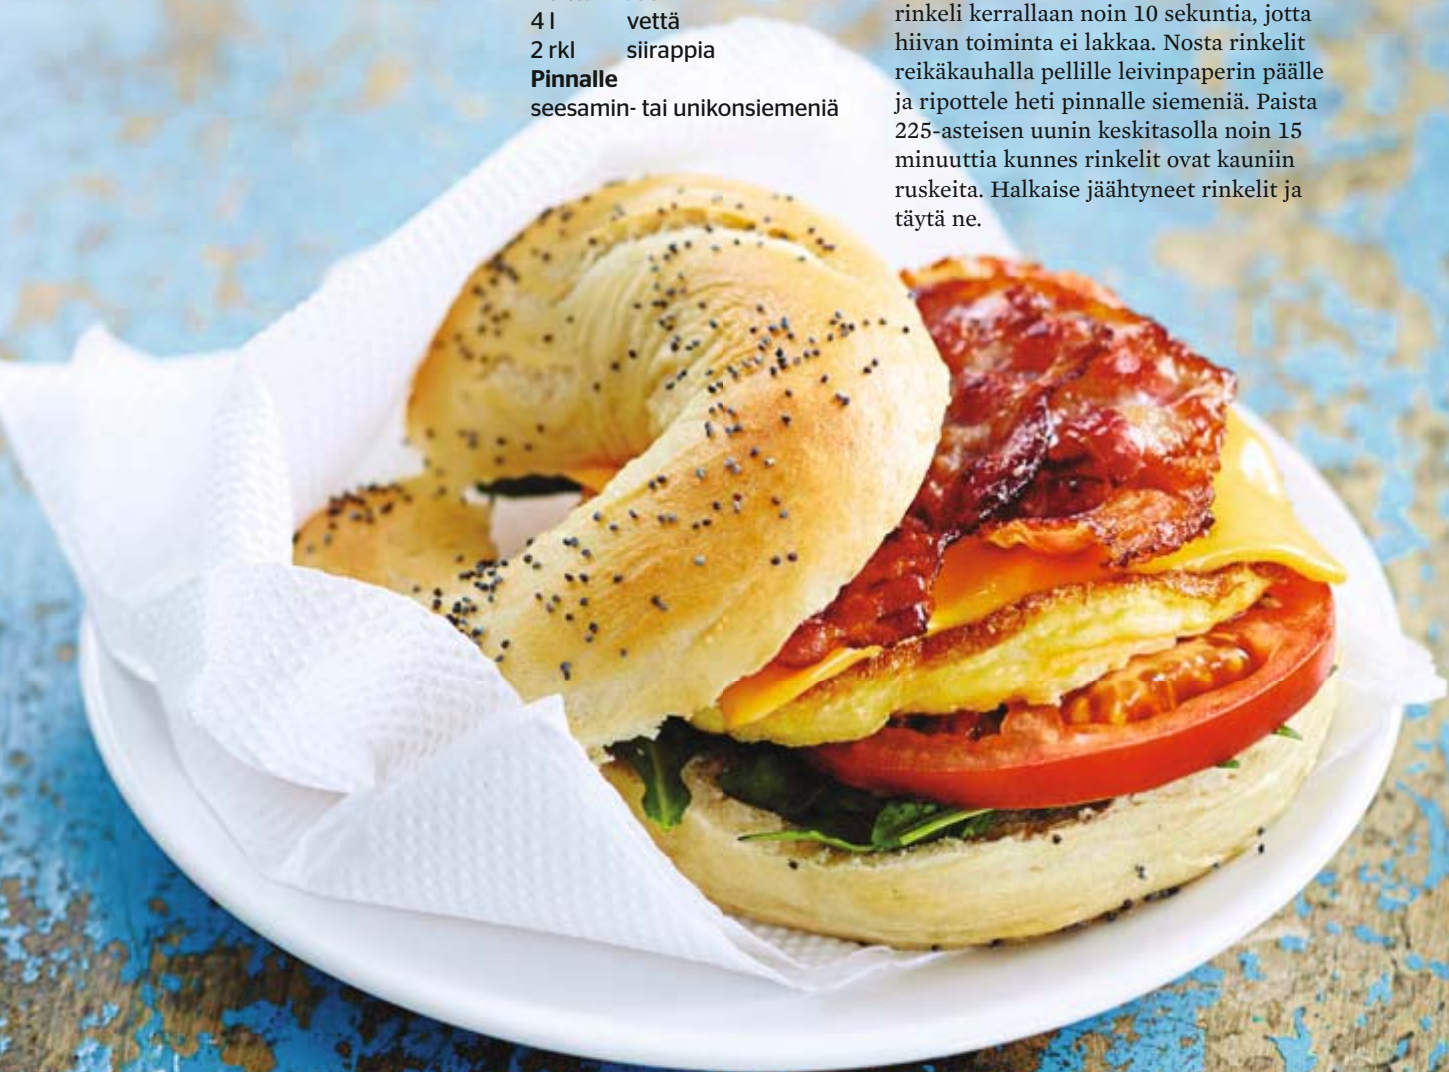 4 l vettä
2 rkl siirappia
Pinnalle
seesamin- tai unikonsiemeniä
rinkeli kerrallaan noin 10 sekuntia, jotta
hiivan toiminta ei lakkaa. Nosta rinkelit
reikäkauhalla pellille leivinpaperin päälle
ja ripottele heti pinnalle siemeniä. Paista
225-asteisen uunin keskitasolla noin 15
minuuttia kunnes rinkelit ovat kauniin
ruskeita. Halkaise jäähtyneet rinkelit ja
täytä ne.